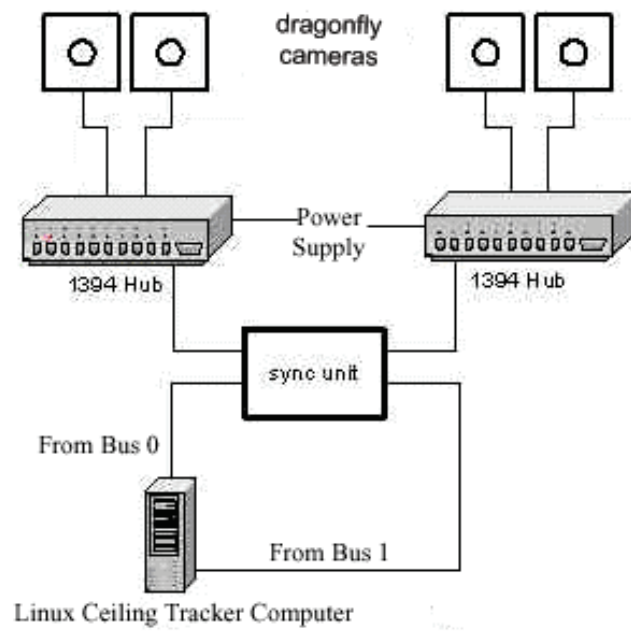 dragonfly
cameras
Power
Supply
1394 Hub
1394 Hub
sync unit
From Bus 0
From Bus 1
Linux Ceiling Tracker Computer